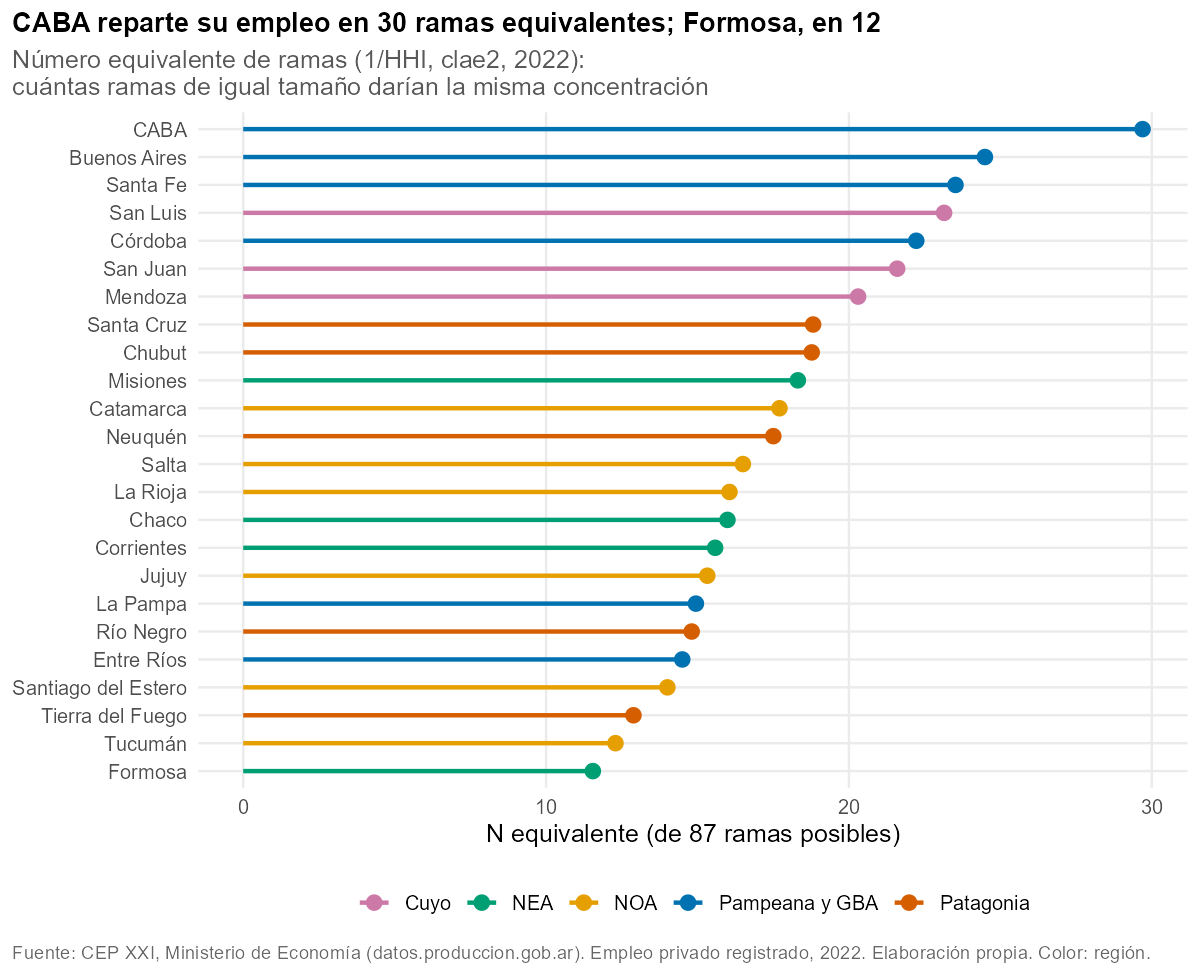 CABA reparte su empleo en 30 ramas equivalentes; Formosa, en 12
Número equivalente de ramas (1/HHI, clae2, 2022):
cuántas ramas de igual tamaño darían la misma concentración
CABA
Buenos Aires
Santa Fe
San Luis
Córdoba
San Juan
Mendoza
Santa Cruz
Chubut
Misiones
Catamarca
Neuquén
Salta
La Rioja
Chaco
Corrientes
Jujuy
La Pampa
Río Negro
Entre Ríos
Santiago del Estero
Tierra del Fuego
Tucumán
Formosa
0 10 20 30
N equivalente (de 87 ramas posibles)
Cuyo NEA NOA Pampeana y GBA Patagonia
Fuente: CEP XXI, Ministerio de Economía (datos.produccion.gob.ar). Empleo privado registrado, 2022. Elaboración propia. Color: región.